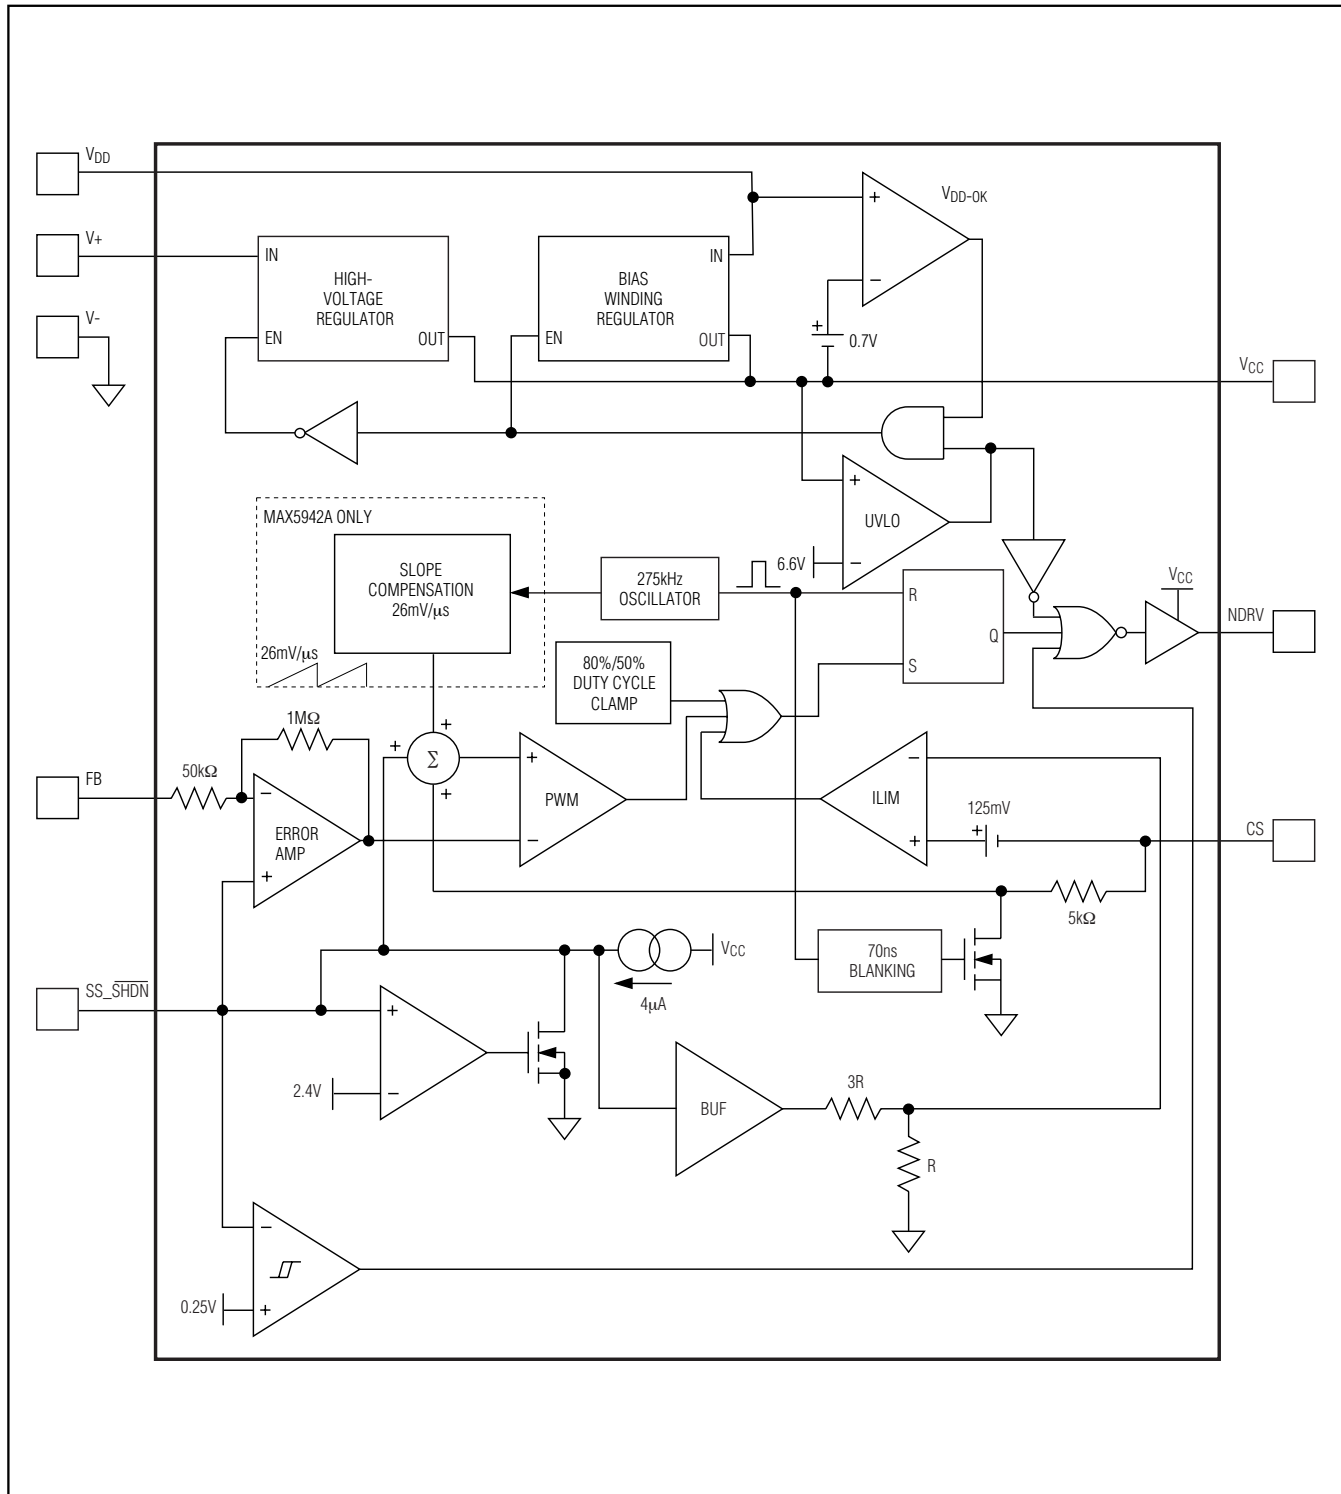 VDD
VDD-OK
V+
IN
HIGH-
VOLTAGE
REGULATOR
EN
OUT
BIAS
WINDING
REGULATOR
IN
EN
OUT
+
−
+
0.7V
V-
VCC
MAX5942A ONLY
SLOPE
COMPENSATION
26mV/μs
26mV/μs
275kHz
OSCILLATOR
+
UVLO
6.6V
−
R
Q
S
VCC
NDRV
80%/50%
DUTY CYCLE
CLAMP
1MΩ
+
+
Σ
+
FB
50kΩ
−
ERROR
AMP
+
+
PWM
−
−
ILIM
+
125mV
+
CS
5kΩ
70ns
BLANKING
VCC
4μA
SS_S̅H̅D̅N̅
+
2.4V
−
BUF
3R
R
−
0.25V
+